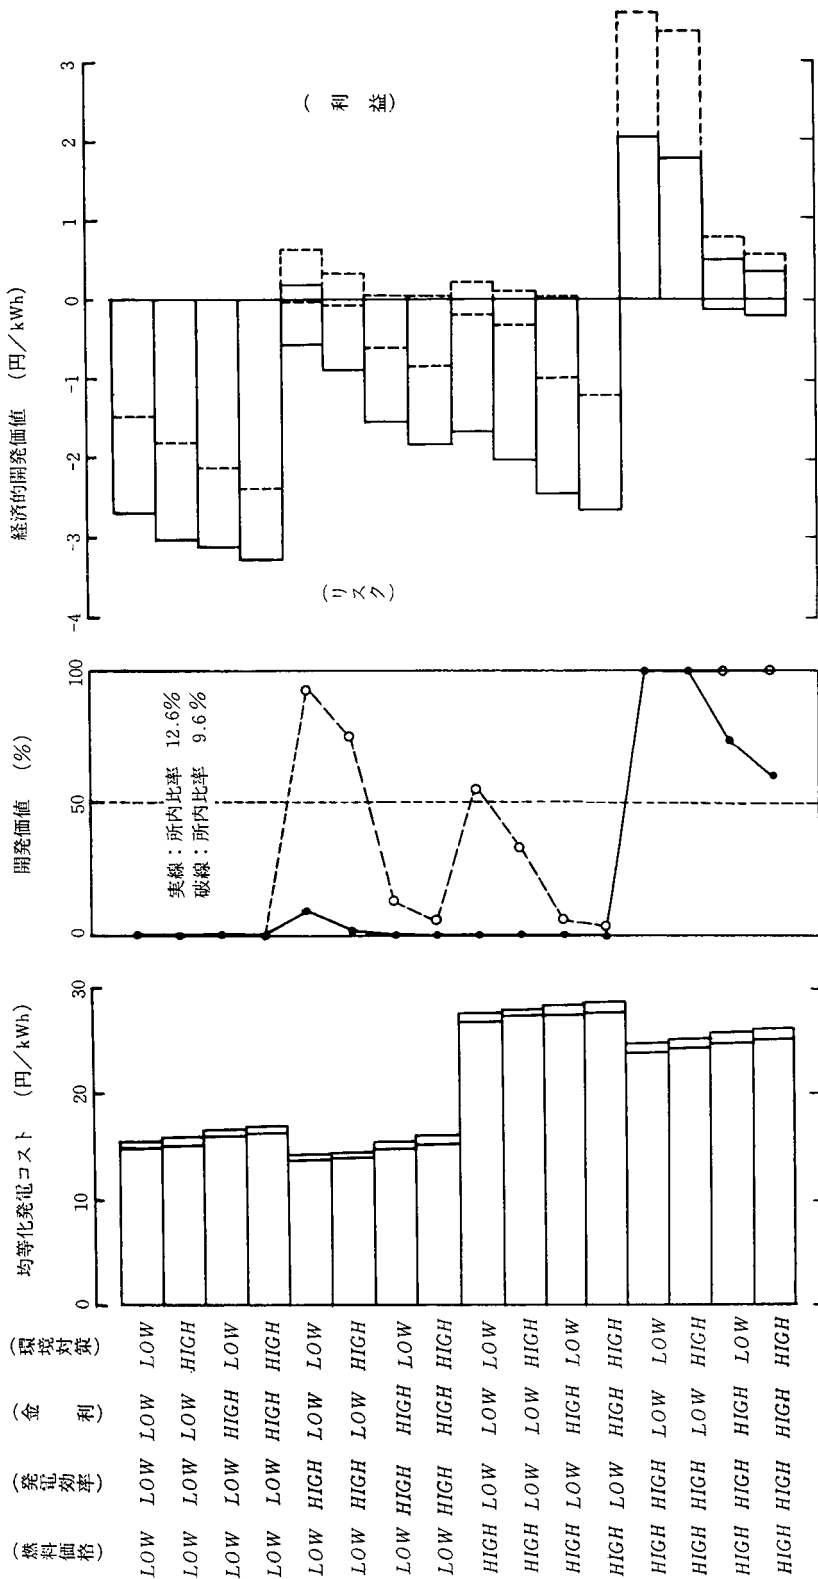 経済的開発価値 (円/kWh)
-4 -3 -2 -1 0 1 2 3
(リスク)
(利益)
開発価値 (%)
0 50 100
実線:所内比率 12.6%
破線:所内比率 9.6%
均等化発電コスト (円/kWh)
0 10 20 30
(燃料価格) (発電効率) (金利) (環境対策)
LOW LOW LOW LOW
LOW LOW LOW HIGH
LOW LOW HIGH LOW
LOW LOW HIGH HIGH
LOW HIGH LOW LOW
LOW HIGH LOW HIGH
LOW HIGH HIGH LOW
LOW HIGH HIGH HIGH
HIGH LOW LOW LOW
HIGH LOW LOW HIGH
HIGH LOW HIGH LOW
HIGH LOW HIGH HIGH
HIGH HIGH LOW LOW
HIGH HIGH LOW HIGH
HIGH HIGH HIGH LOW
HIGH HIGH HIGH HIGH